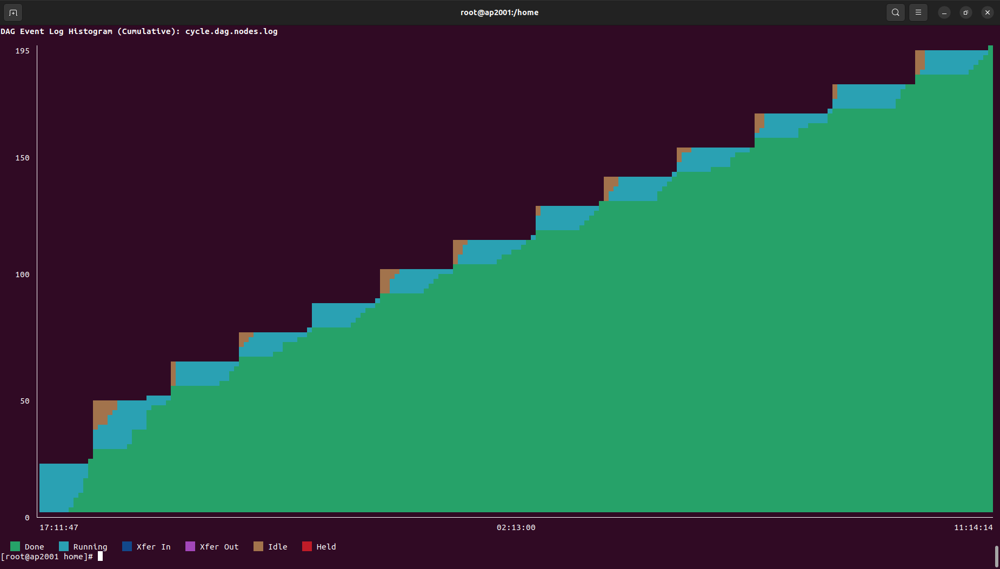 root@ap2001:/home
DAG Event Log Histogram (Cumulative): cycle.dag.nodes.log
195
150
100
50
0
17:11:47 02:13:00 11:14:14
Done Running Xfer In Xfer Out Idle Held
[root@ap2001 home]#